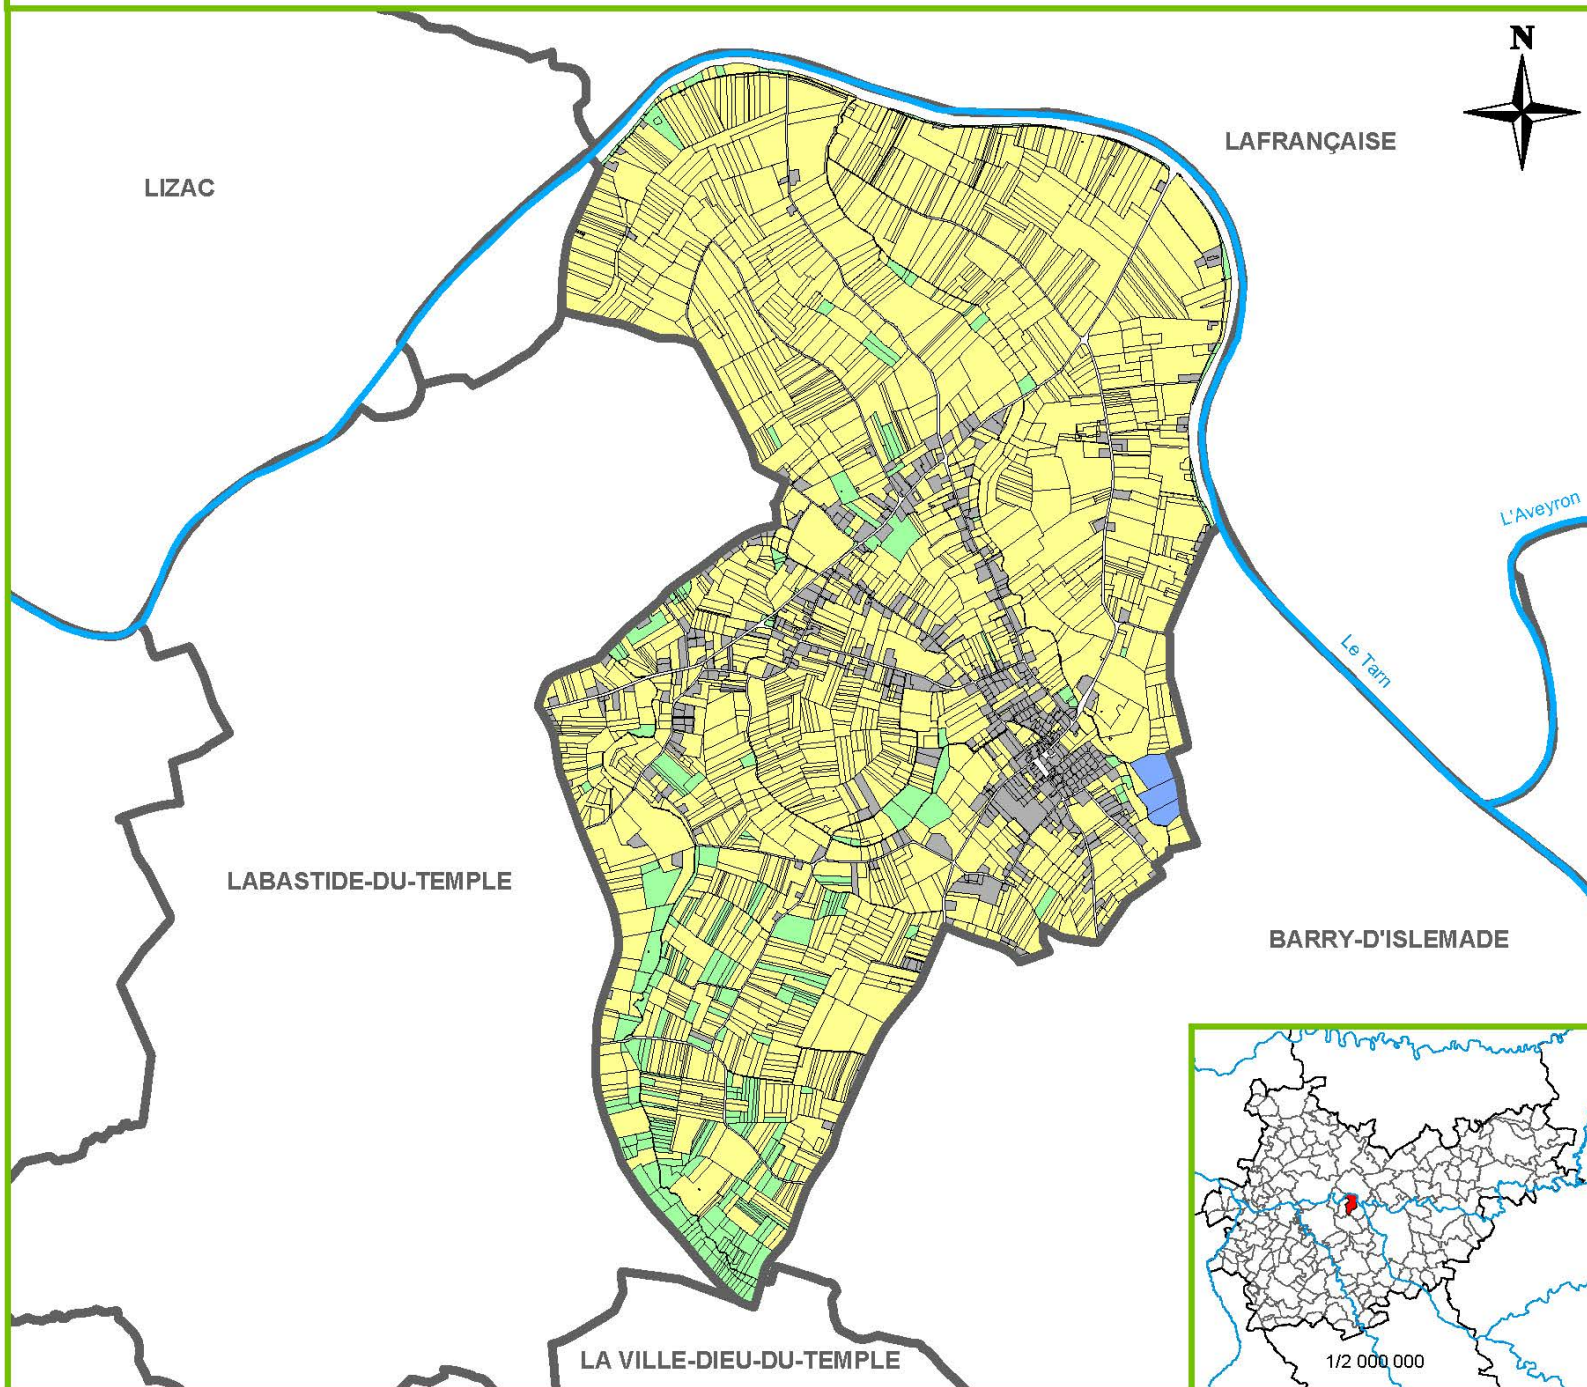 N
LAFRANÇAISE
LIZAC
L'Aveyron
Le Tarn
LABASTIDE-DU-TEMPLE
BARRY-D'ISLEMADE
LA VILLE-DIEU-DU-TEMPLE
1/2 000 000